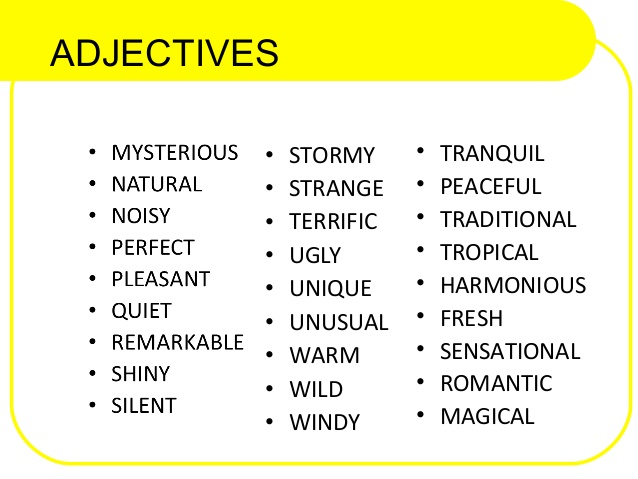 ADJECTIVES
• MYSTERIOUS
• NATURAL
• NOISY
• PERFECT
• PLEASANT
• QUIET
• REMARKABLE
• SHINY
• SILENT
• STORMY
• STRANGE
• TERRIFIC
• UGLY
• UNIQUE
• UNUSUAL
• WARM
• WILD
• WINDY
• TRANQUIL
• PEACEFUL
• TRADITIONAL
• TROPICAL
• HARMONIOUS
• FRESH
• SENSATIONAL
• ROMANTIC
• MAGICAL